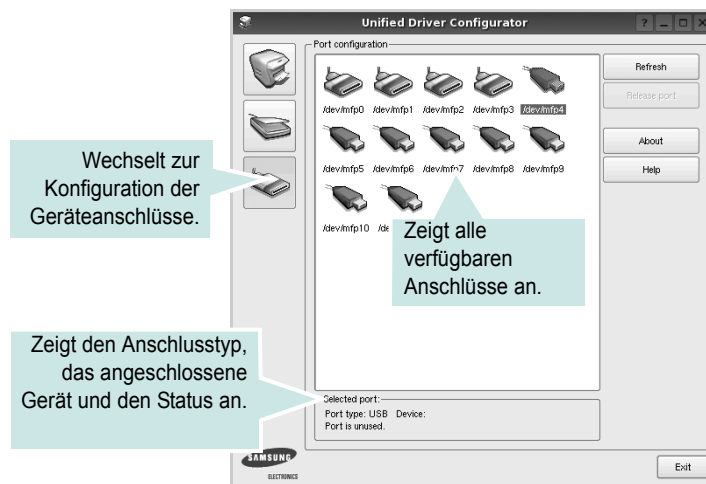 Unified Driver Configurator
Port configuration
/dev/mfp0 /dev/mfp1 /dev/mfp2 /dev/mfp3 /dev/mfp4
/dev/mfp5 /dev/mfp6 /dev/mfp7 /dev/mfp8 /dev/mfp9
/dev/mfp10
Refresh
Release port
About
Help
Wechselt zur
Konfiguration der
Geräteanschlüsse.
Zeigt alle
verfügbaren
Anschlüsse an.
Zeigt den Anschlusstyp,
das angeschlossene
Gerät und den Status an.
Selected port:
Port type: USB Device:
Port is unused.
SAMSUNG
ELECTRONICS
Exit